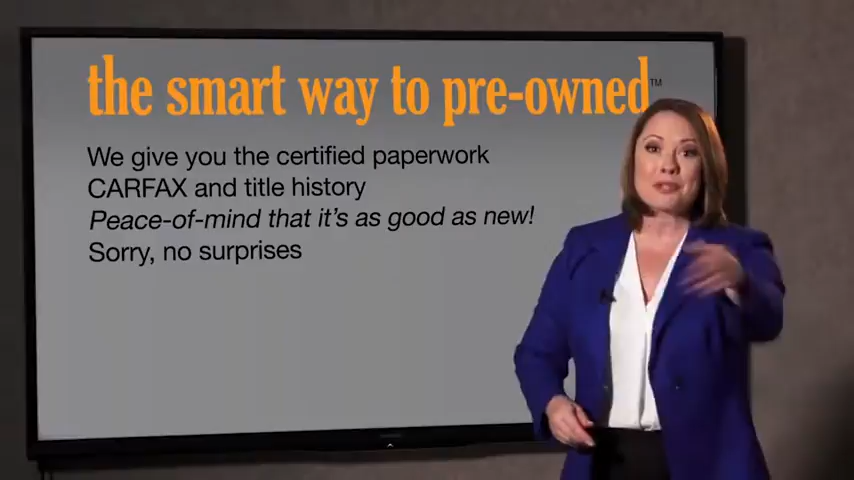 the smart way to pre-owned™
We give you the certified paperwork
CARFAX and title history
Peace-of-mind that it's as good as new!
Sorry, no surprises